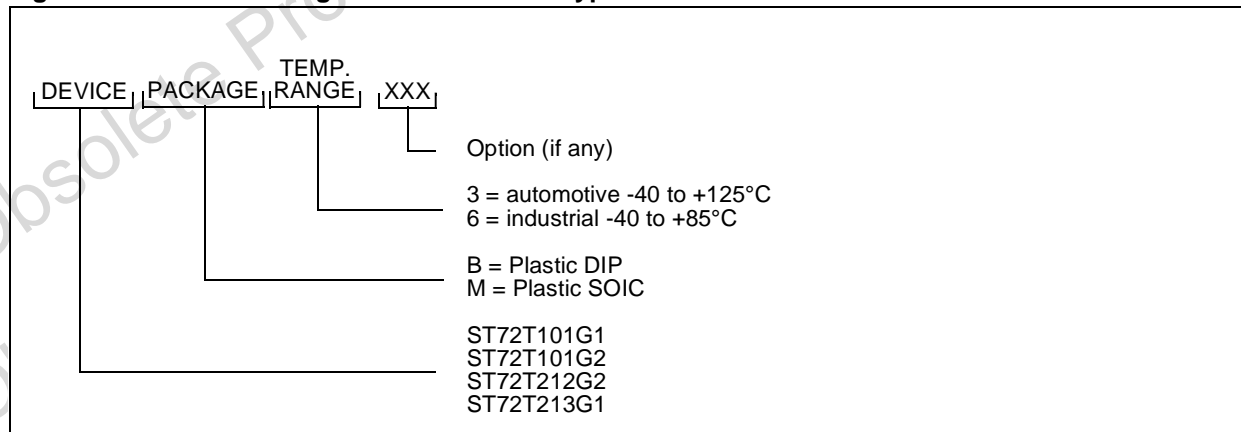 DEVICE PACKAGE TEMP. RANGE XXX
Option (if any)
3 = automotive -40 to +125°C
6 = industrial -40 to +85°C
B = Plastic DIP
M = Plastic SOIC
ST72T101G1
ST72T101G2
ST72T212G2
ST72T213G1